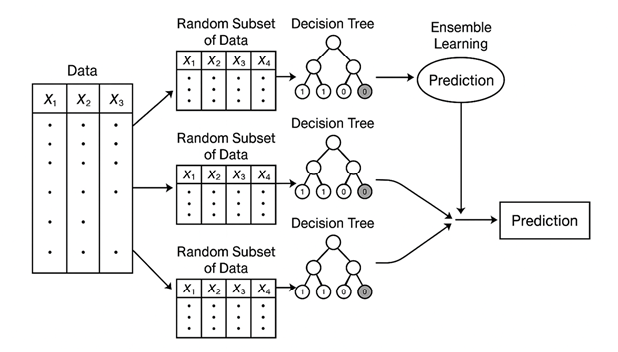 Data
X1 X2 X3
Random Subset
of Data
X1 X2 X3 X4
Decision Tree
1 1 0 0
Ensemble
Learning
Prediction
Random Subset
of Data
X1 X2 X3 X4
Decision Tree
1 1 0 0
Prediction
Random Subset
of Data
X1 X2 X3 X4
Decision Tree
1 1 0 0